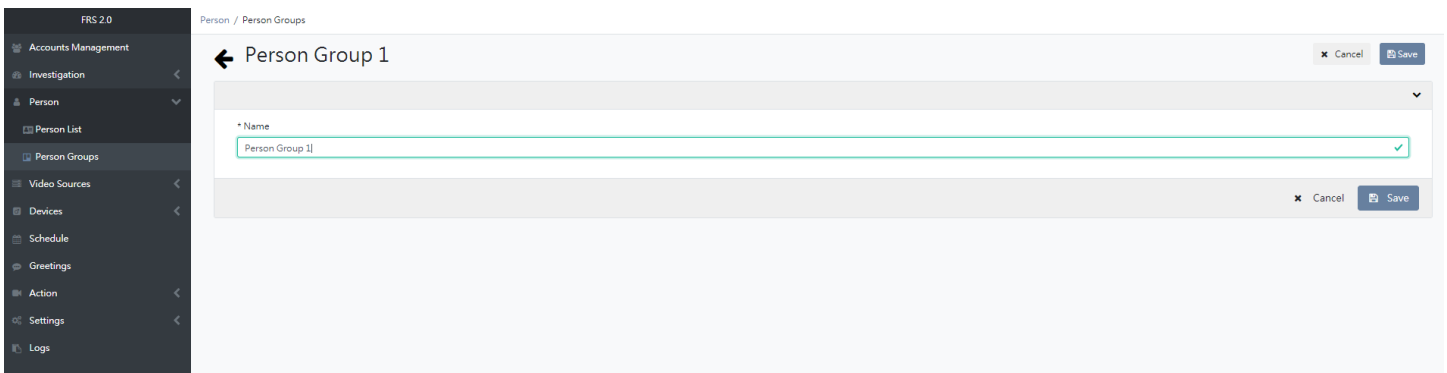 FRS 2.0
Accounts Management
Investigation
Person
Person List
Person Groups
Video Sources
Devices
Schedule
Greetings
Action
Settings
Logs
Person / Person Groups
Person Group 1
Cancel
Save
* Name
Person Group 1
Cancel
Save